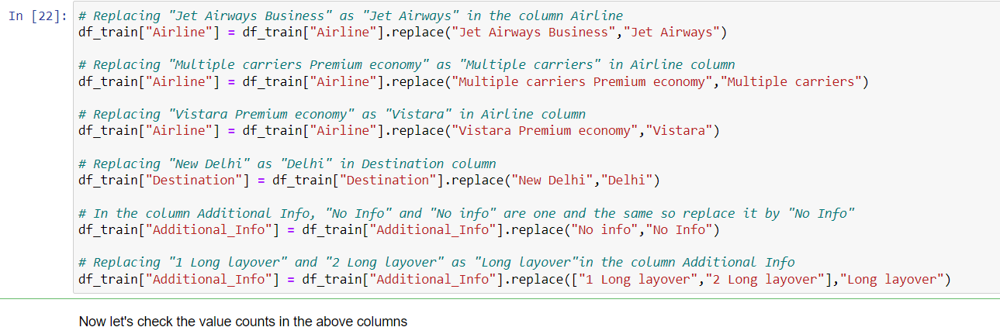 In [22]: # Replacing "Jet Airways Business" as "Jet Airways" in the column Airline
df_train["Airline"] = df_train["Airline"].replace("Jet Airways Business","Jet Airways")
# Replacing "Multiple carriers Premium economy" as "Multiple carriers" in Airline column
df_train["Airline"] = df_train["Airline"].replace("Multiple carriers Premium economy","Multiple carriers")
# Replacing "Vistara Premium economy" as "Vistara" in Airline column
df_train["Airline"] = df_train["Airline"].replace("Vistara Premium economy","Vistara")
# Replacing "New Delhi" as "Delhi" in Destination column
df_train["Destination"] = df_train["Destination"].replace("New Delhi","Delhi")
# In the column Additional Info, "No Info" and "No info" are one and the same so replace it by "No Info"
df_train["Additional_Info"] = df_train["Additional_Info"].replace("No info","No Info")
# Replacing "1 Long layover" and "2 Long layover" as "Long layover"in the column Additional Info
df_train["Additional_Info"] = df_train["Additional_Info"].replace(["1 Long layover","2 Long layover"],"Long layover")
Now let's check the value counts in the above columns